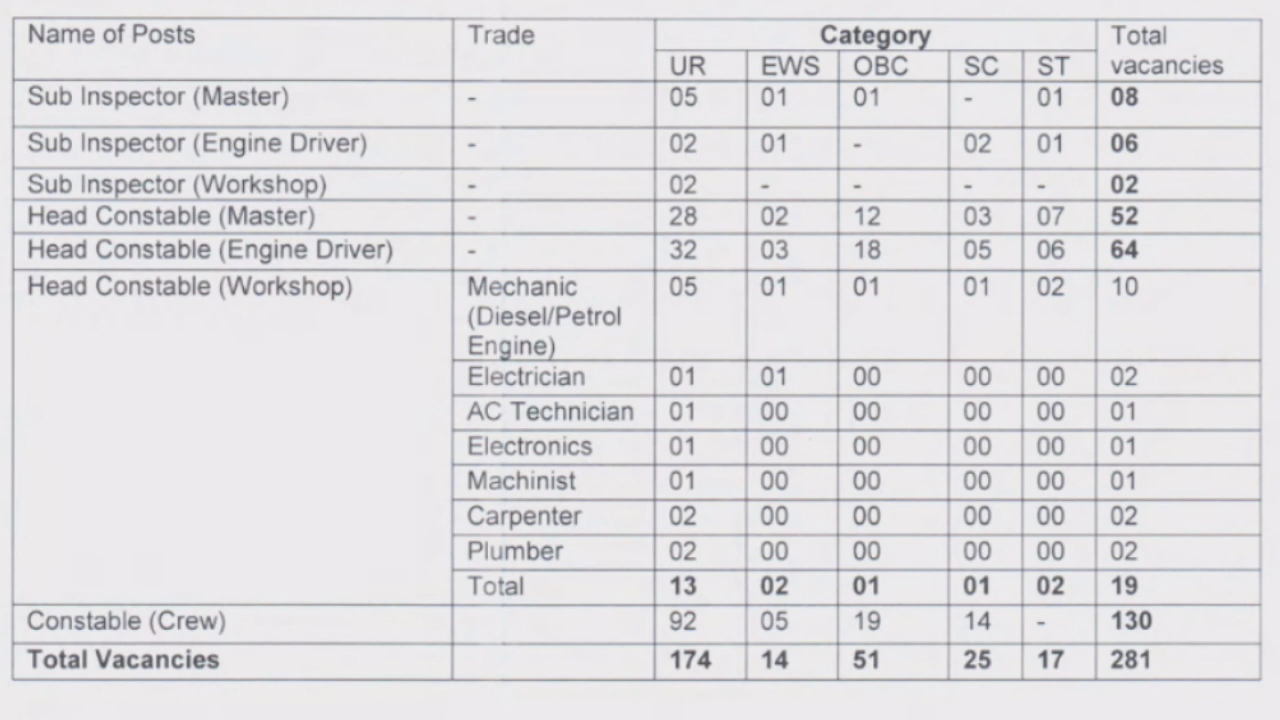 Name of Posts Trade Category Total vacancies
UR EWS OBC SC ST
Sub Inspector (Master) - 05 01 01 - 01 08
Sub Inspector (Engine Driver) - 02 01 - 02 01 06
Sub Inspector (Workshop) - 02 - - - - 02
Head Constable (Master) - 28 02 12 03 07 52
Head Constable (Engine Driver) - 32 03 18 05 06 64
Head Constable (Workshop) Mechanic (Diesel/Petrol Engine) 05 01 01 01 02 10
Electrician 01 01 00 00 00 02
AC Technician 01 00 00 00 00 01
Electronics 01 00 00 00 00 01
Machinist 01 00 00 00 00 01
Carpenter 02 00 00 00 00 02
Plumber 02 00 00 00 00 02
Total 13 02 01 01 02 19
Constable (Crew) 92 05 19 14 - 130
Total Vacancies 174 14 51 25 17 281